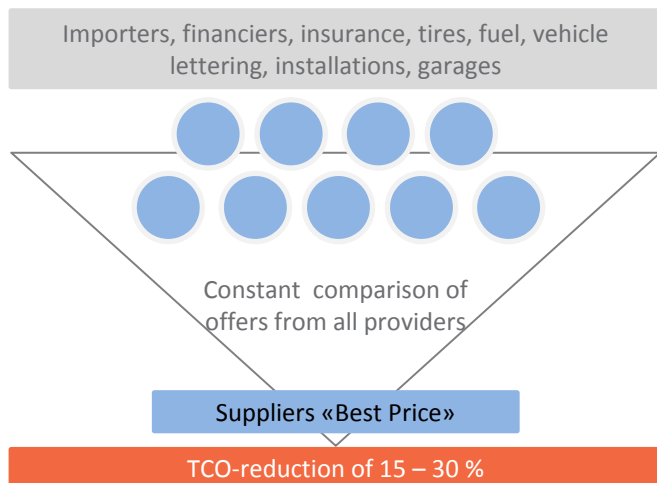 Importers, financiers, insurance, tires, fuel, vehicle
lettering, installations, garages
Constant comparison of
offers from all providers
Suppliers «Best Price»
TCO-reduction of 15 – 30 %